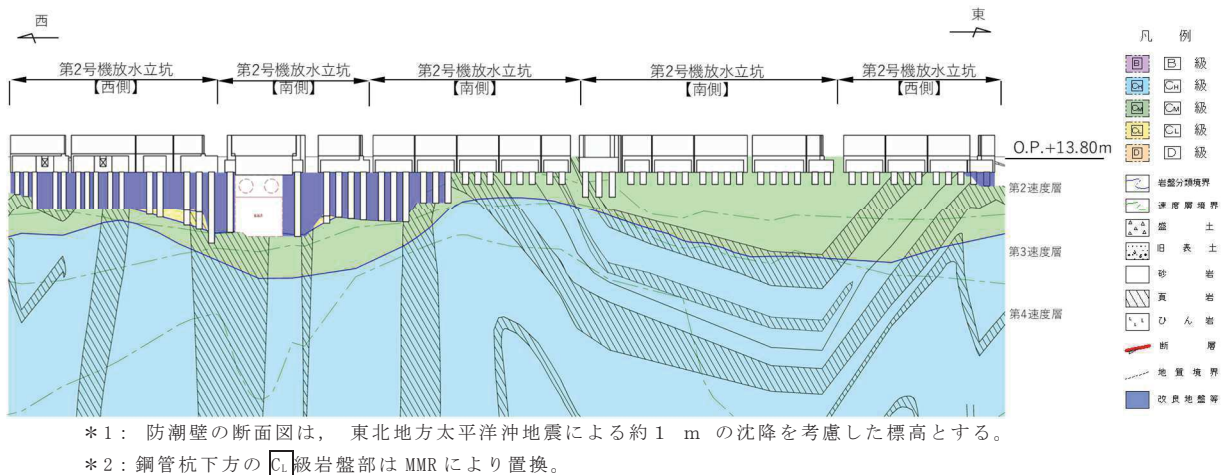 西
東
第2号機放水立坑
【西側】
第2号機放水立坑
【南側】
第2号機放水立坑
【南側】
第2号機放水立坑
【南側】
第2号機放水立坑
【西側】
O.P.+13.80m
第2速度層
第3速度層
第4速度層
凡 例
B B 級
CH CH 級
CM CM 級
CL CL 級
D D 級
岩盤分類境界
速度層境界
盛 土
旧 表 土
砂 岩
頁 岩
ひ ん 岩
断 層
地質境界
改良地盤等
*1: 防潮壁の断面図は, 東北地方太平洋沖地震による約1 m の沈降を考慮した標高とする。
*2:鋼管杭下方の CL 級岩盤部は MMR により置換。